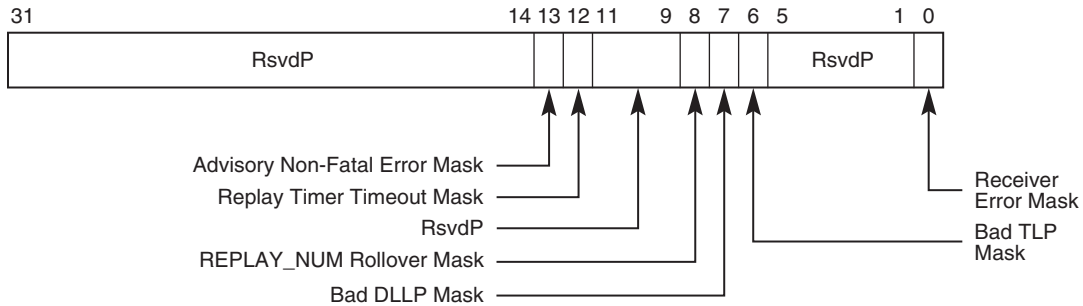 31 14 13 12 11 9 8 7 6 5 1 0
RsvdP RsvdP
Advisory Non-Fatal Error Mask
Replay Timer Timeout Mask
RsvdP
REPLAY_NUM Rollover Mask
Bad DLLP Mask
Receiver
Error Mask
Bad TLP
Mask